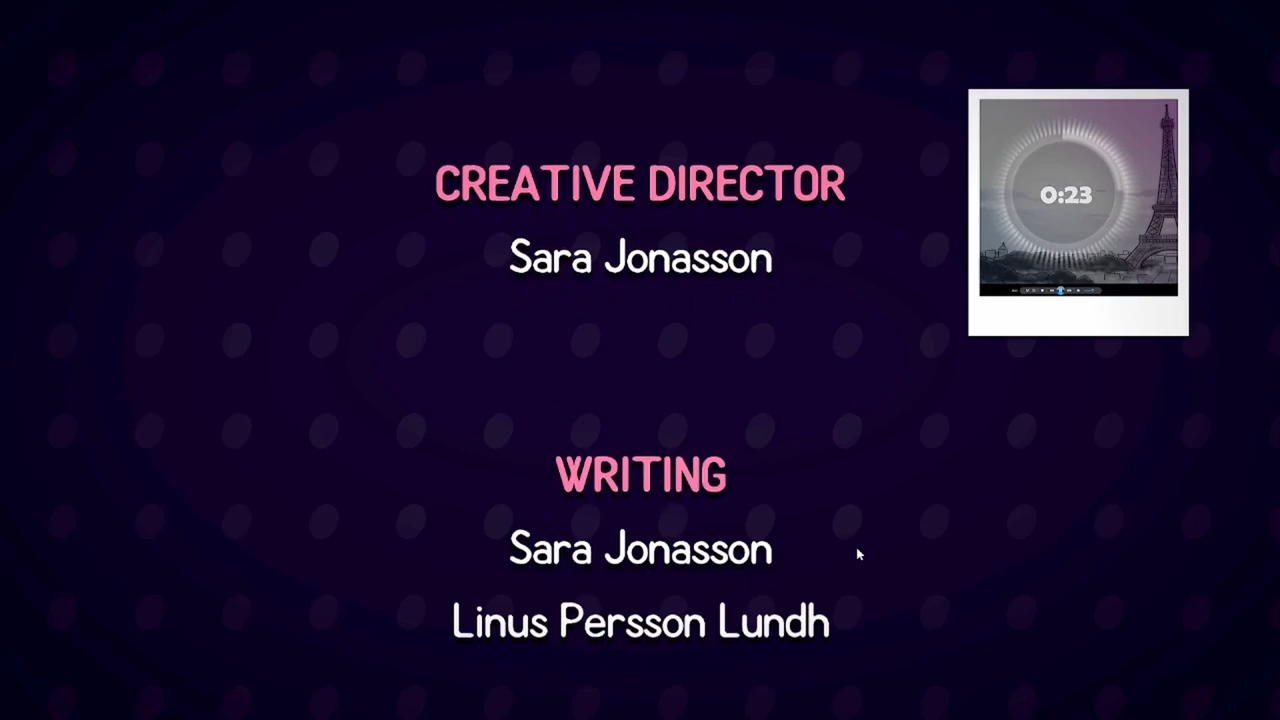 CREATIVE DIRECTOR
Sara Jonasson
0:23
WRITING
Sara Jonasson
Linus Persson Lundh